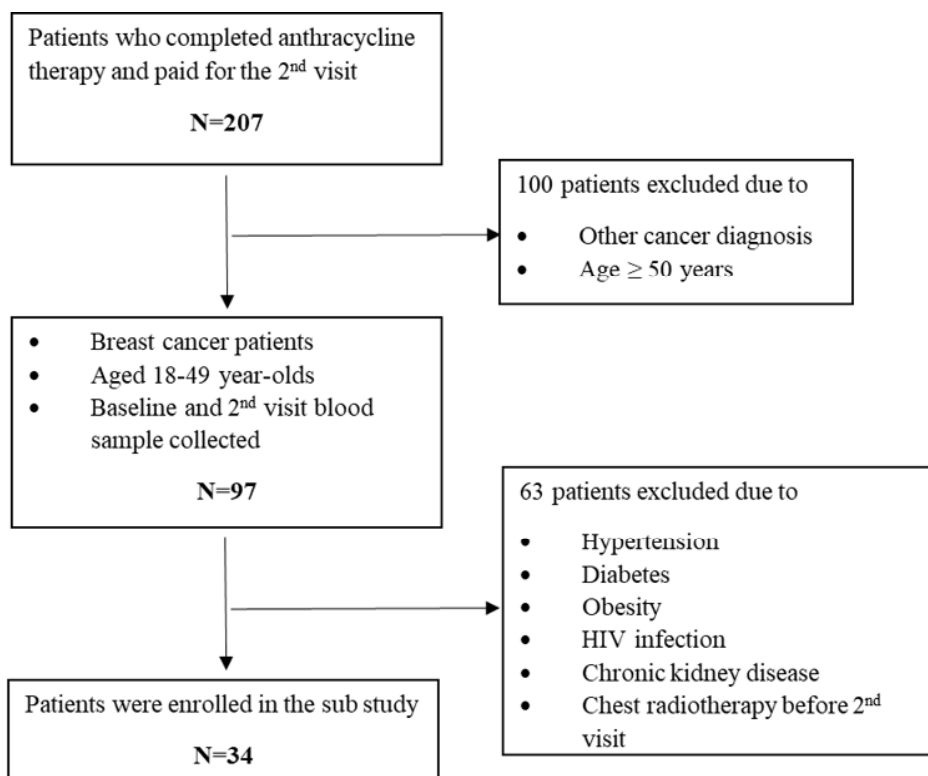 Patients who completed anthracycline
therapy and paid for the 2nd visit
N=207
100 patients excluded due to
• Other cancer diagnosis
• Age ≥ 50 years
• Breast cancer patients
• Aged 18-49 year-olds
• Baseline and 2nd visit blood
sample collected
N=97
63 patients excluded due to
• Hypertension
• Diabetes
• Obesity
• HIV infection
• Chronic kidney disease
• Chest radiotherapy before 2nd
visit
Patients were enrolled in the sub study
N=34